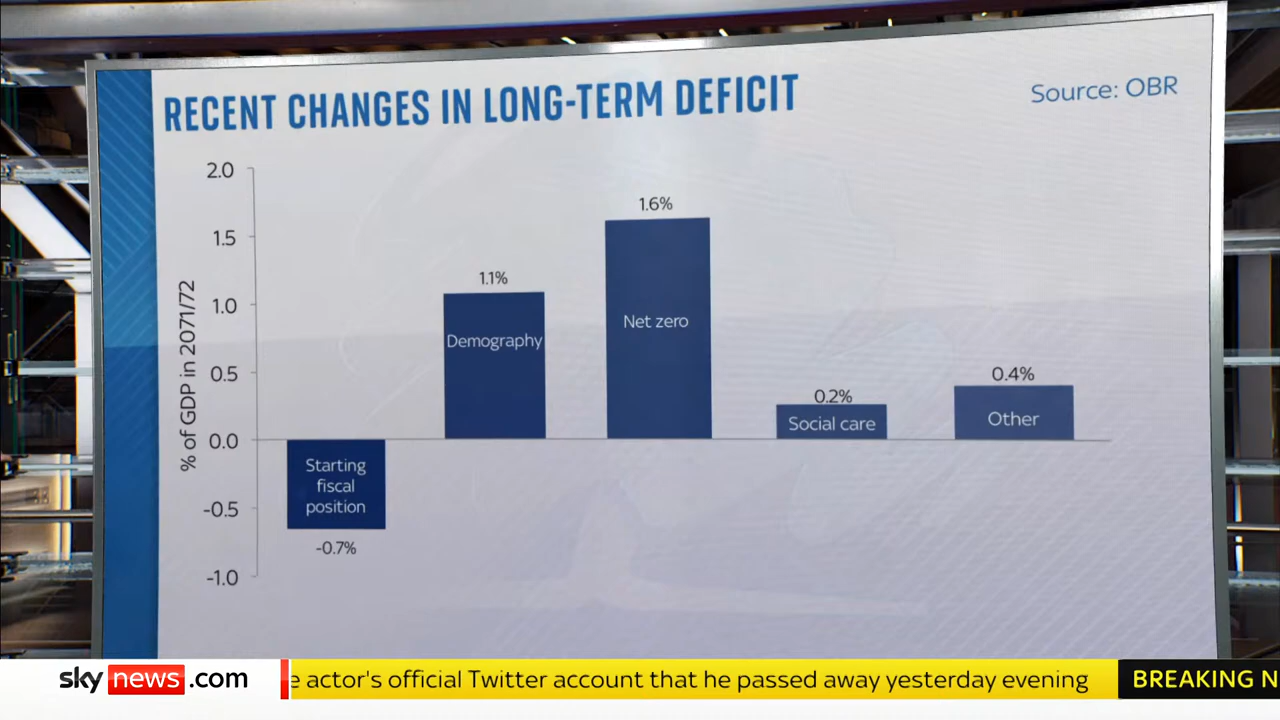 RECENT CHANGES IN LONG-TERM DEFICIT
Source: OBR
% of GDP in 2071/72
2.0
1.5
1.0
0.5
0.0
-0.5
-1.0
Starting
fiscal
position
-0.7%
1.1%
Demography
1.6%
Net zero
0.2%
Social care
0.4%
Other
sky news .com
e actor's official Twitter account that he passed away yesterday evening
BREAKING N